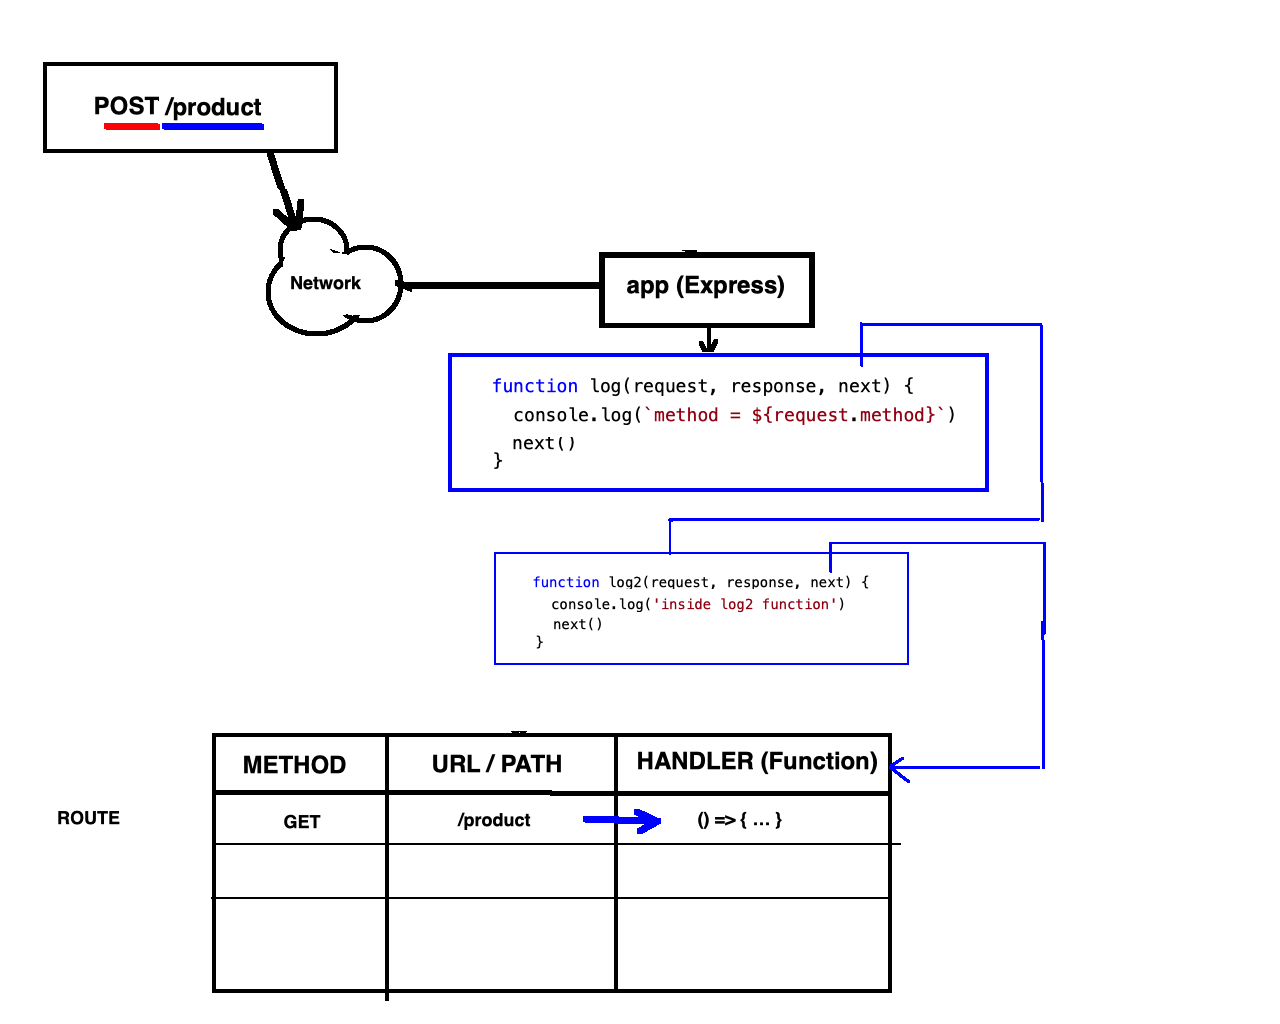 POST /product
Network
app (Express)
function log(request, response, next) {
console.log(`method = ${request.method}`)
next()
}
function log2(request, response, next) {
console.log('inside log2 function')
next()
}
METHOD URL / PATH HANDLER (Function)
ROUTE GET /product () => { ... }